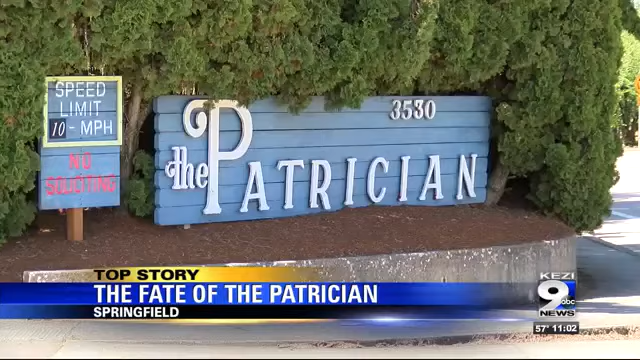 SPEED
LIMIT
10 - MPH
NO
SOLICITING
3530
the PATRICIAN
TOP STORY
THE FATE OF THE PATRICIAN
SPRINGFIELD
KEZI
9 abc
NEWS
57° 11:02